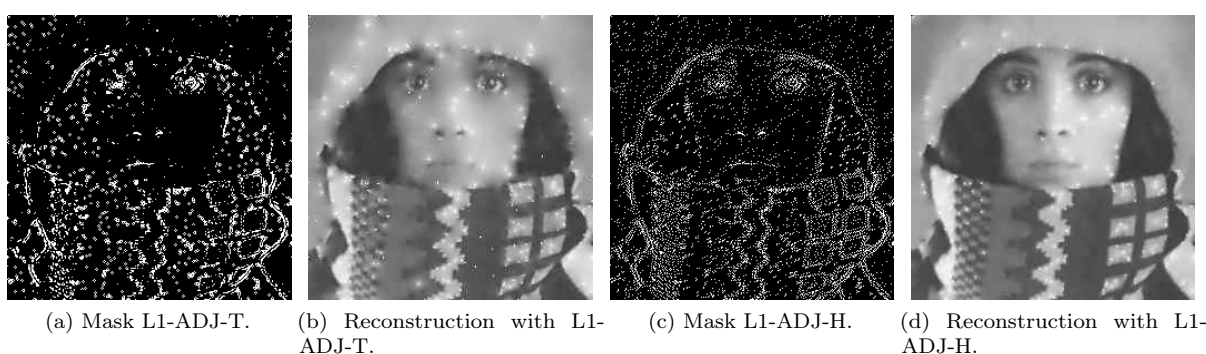 (a) Mask L1-ADJ-T.
(b) Reconstruction with L1-
ADJ-T.
(c) Mask L1-ADJ-H.
(d) Reconstruction with L1-
ADJ-H.